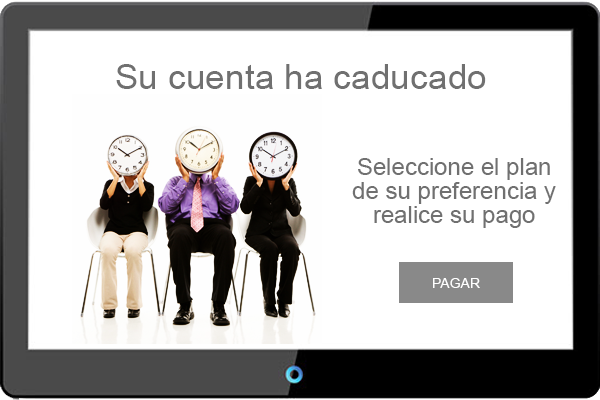 Su cuenta ha caducado
Seleccione el plan
de su preferencia y
realice su pago
PAGAR